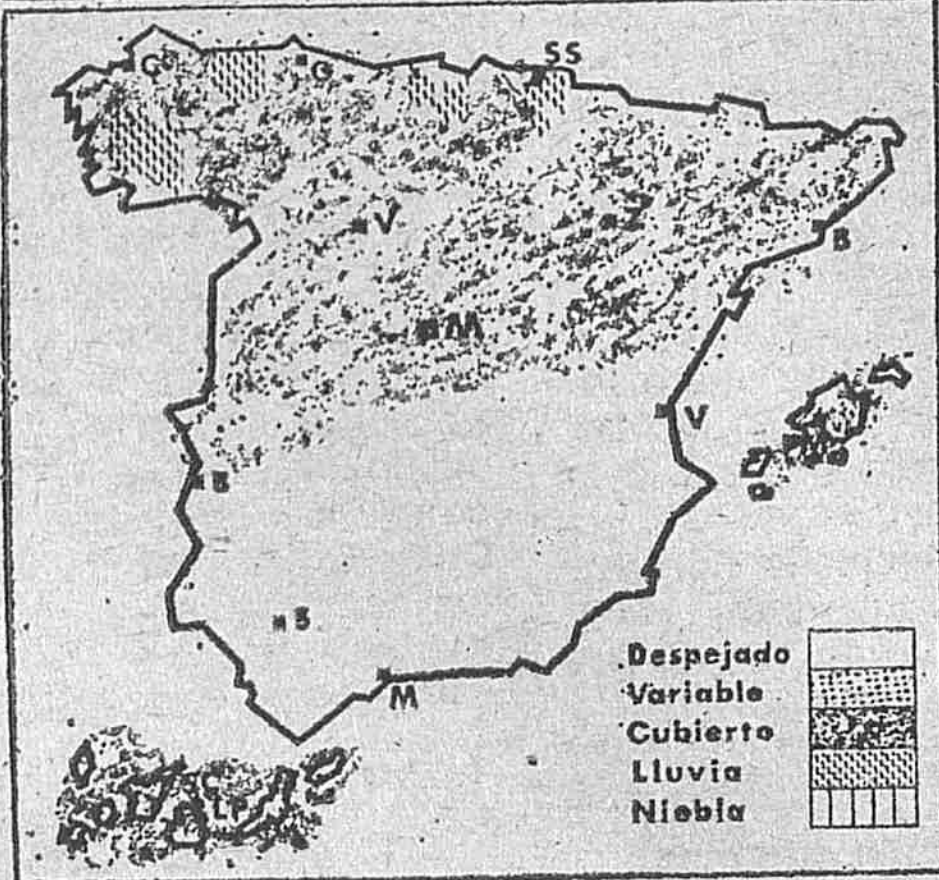 SS
G
G
V
Z
B
M
V
B
S
M
LP
Despejado
Variable
Cubierto
Lluvia
Niebla